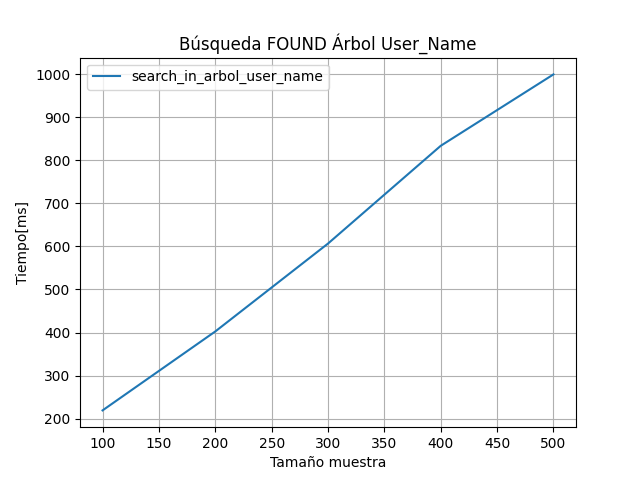 Búsqueda FOUND Árbol User_Name
search_in_arbol_user_name
Tiempo[ms]
1000
900
800
700
600
500
400
300
200
100 150 200 250 300 350 400 450 500
Tamaño muestra